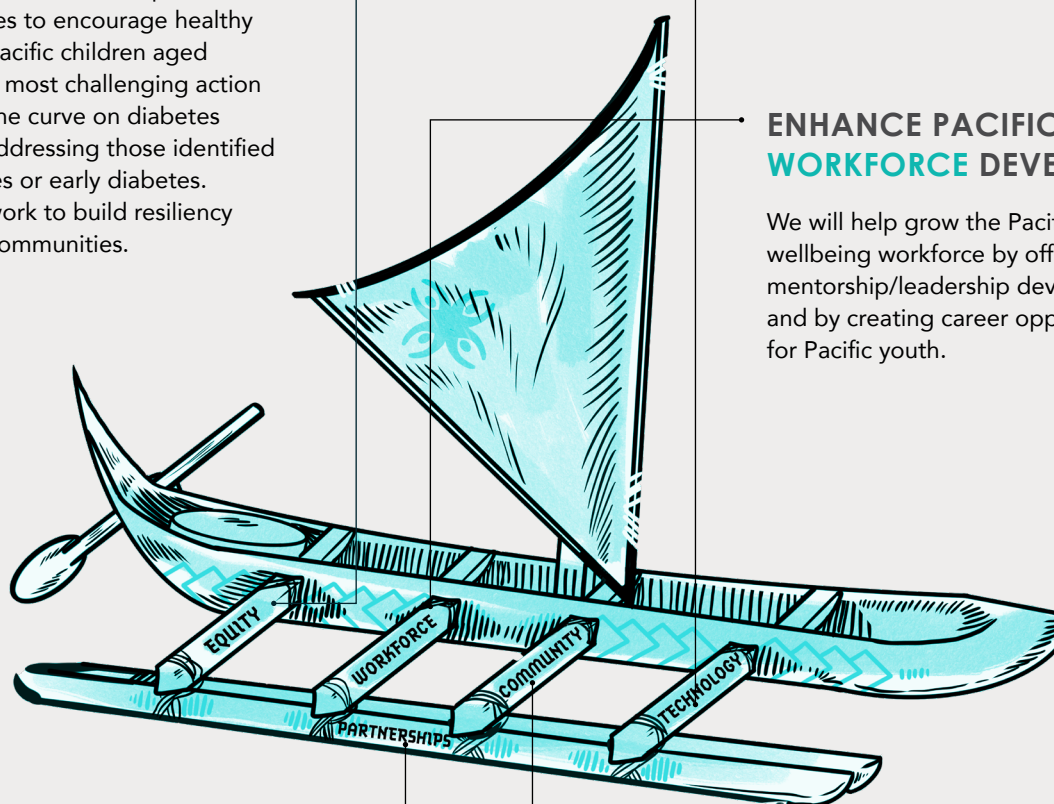 es to encourage healthy
acific children aged
most challenging action
ne curve on diabetes
ddressing those identified
es or early diabetes.
work to build resiliency
ommunities.
ENHANCE PACIFIC
WORKFORCE DEVE
We will help grow the Pacif
wellbeing workforce by off
mentorship/leadership dev
and by creating career opp
for Pacific youth.
EQUITY
WORKFORCE
COMMUNITY
TECHNOLOGY
PARTNERSHIPS